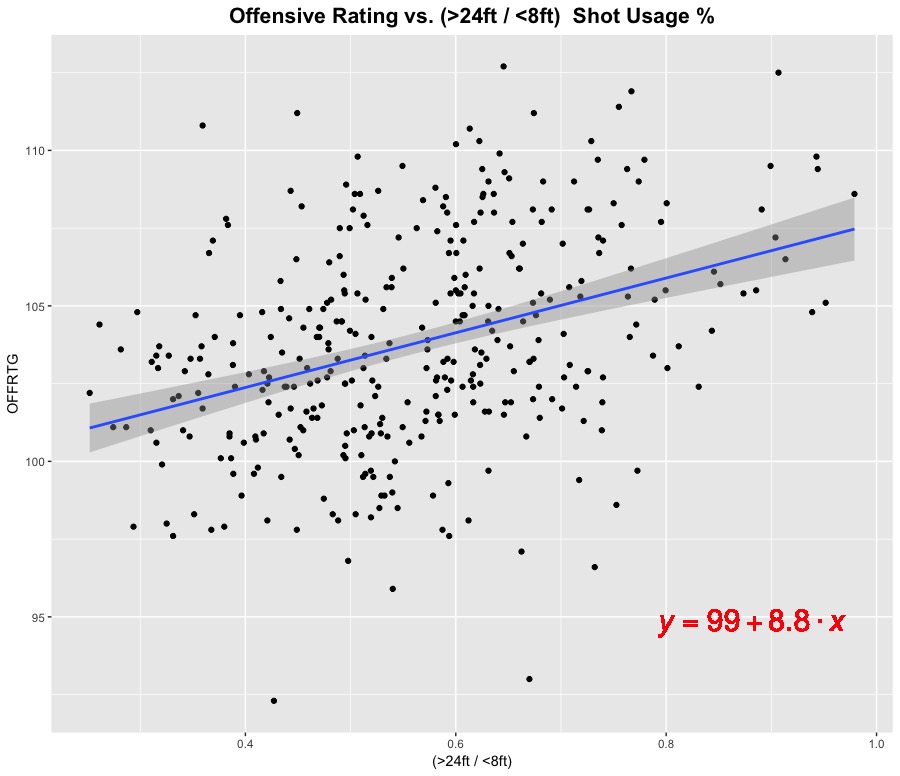 Offensive Rating vs. (>24ft / <8ft)  Shot Usage %
OFFRTG
110
105
100
95
y = 99 + 8.8 · x
0.4 0.6 0.8 1.0
(>24ft / <8ft)